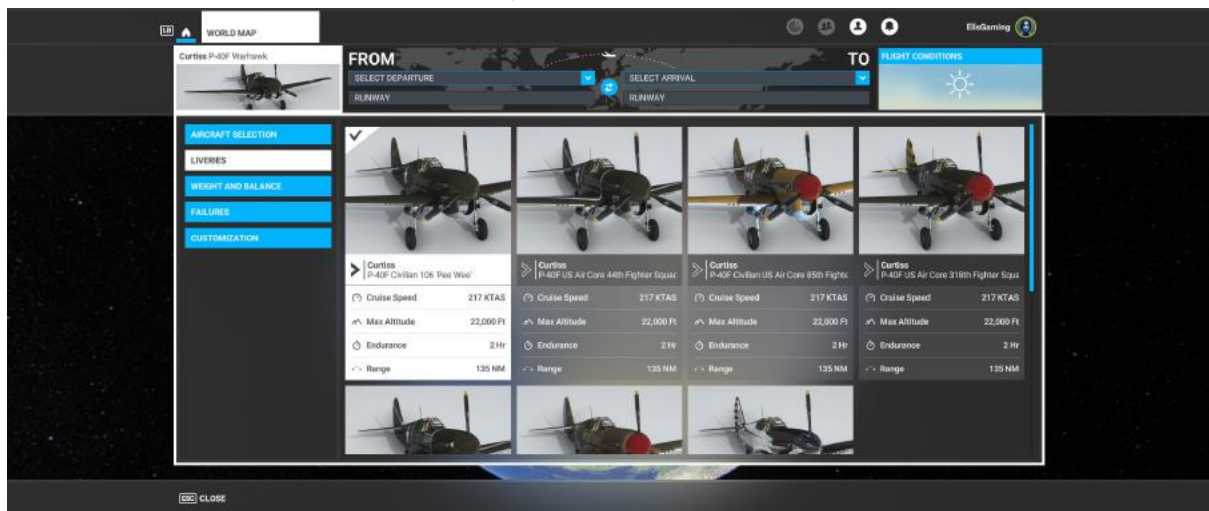 LB
WORLD MAP
EllsGaming
Curtiss P-40F Warhawk
FROM
TO
FLIGHT CONDITIONS
SELECT DEPARTURE
SELECT ARRIVAL
RUNWAY
RUNWAY
AIRCRAFT SELECTION
LIVERIES
WEIGHT AND BALANCE
FAILURES
CUSTOMIZATION
Curtiss
P-40F Civilian 106 'Pee Wee'
Cruise Speed 217 KTAS
Max Altitude 22,000 Ft
Endurance 2 Hr
Range 135 NM
Curtiss
P-40F US Air Core 44th Fighter Squac
Cruise Speed 217 KTAS
Max Altitude 22,000 Ft
Endurance 2 Hr
Range 135 NM
Curtiss
P-40F Civilian US Air Core 85th Fighte
Cruise Speed 217 KTAS
Max Altitude 22,000 Ft
Endurance 2 Hr
Range 135 NM
Curtiss
P-40F US Air Core 318th Fighter Squa
Cruise Speed 217 KTAS
Max Altitude 22,000 Ft
Endurance 2 Hr
Range 135 NM
ESC CLOSE